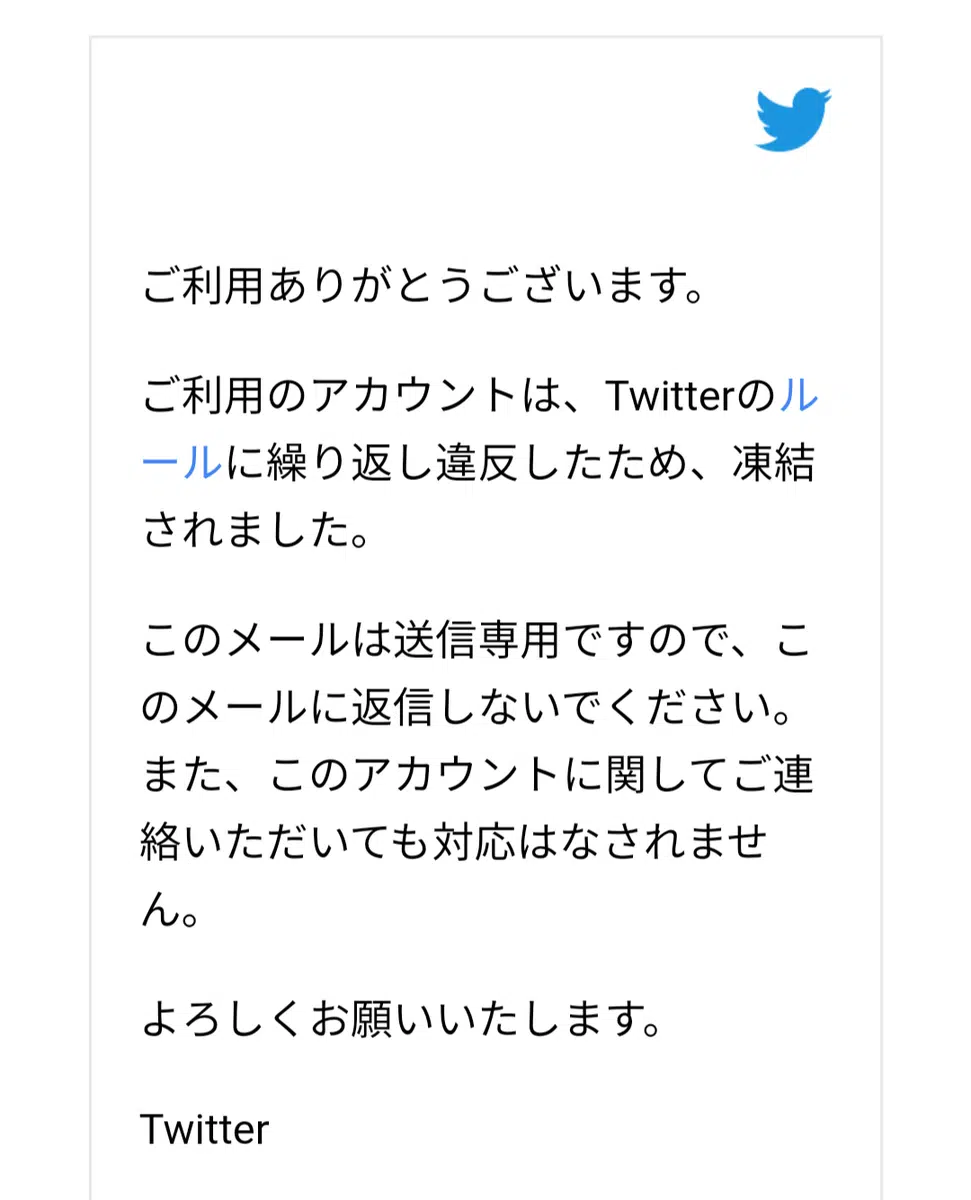 ご利用ありがとうございます。
ご利用のアカウントは、Twitterのル
ールに繰り返し違反したため、凍結
されました。
このメールは送信専用ですので、こ
のメールに返信しないでください。
また、このアカウントに関してご連
絡いただいても対応はなされませ
ん。
よろしくお願いいたします。
Twitter